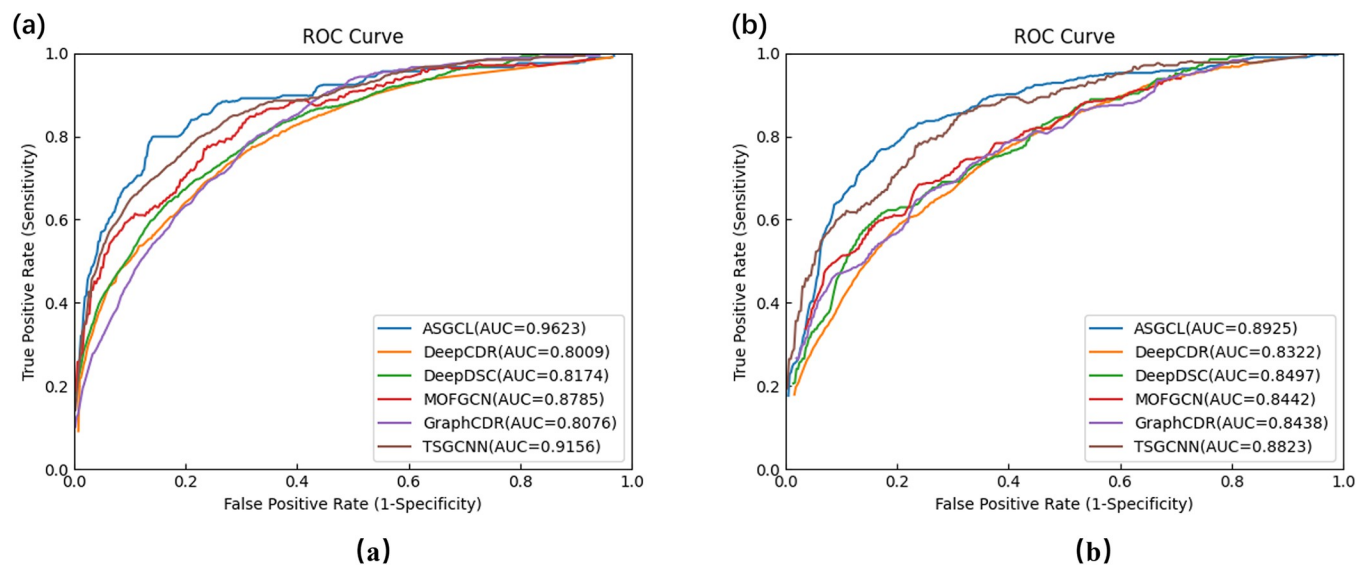 (a)
ROC Curve
1.0
0.8
0.6
0.4
0.2
0.0
True Positive Rate (Sensitivity)
ASGCL(AUC=0.9623)
DeepCDR(AUC=0.8009)
DeepDSC(AUC=0.8174)
MOFGCN(AUC=0.8785)
GraphCDR(AUC=0.8076)
TSGCNN(AUC=0.9156)
0.0 0.2 0.4 0.6 0.8 1.0
False Positive Rate (1-Specificity)
(a)
(b)
ROC Curve
1.0
0.8
0.6
0.4
0.2
0.0
True Positive Rate (Sensitivity)
ASGCL(AUC=0.8925)
DeepCDR(AUC=0.8322)
DeepDSC(AUC=0.8497)
MOFGCN(AUC=0.8442)
GraphCDR(AUC=0.8438)
TSGCNN(AUC=0.8823)
0.0 0.2 0.4 0.6 0.8 1.0
False Positive Rate (1-Specificity)
(b)